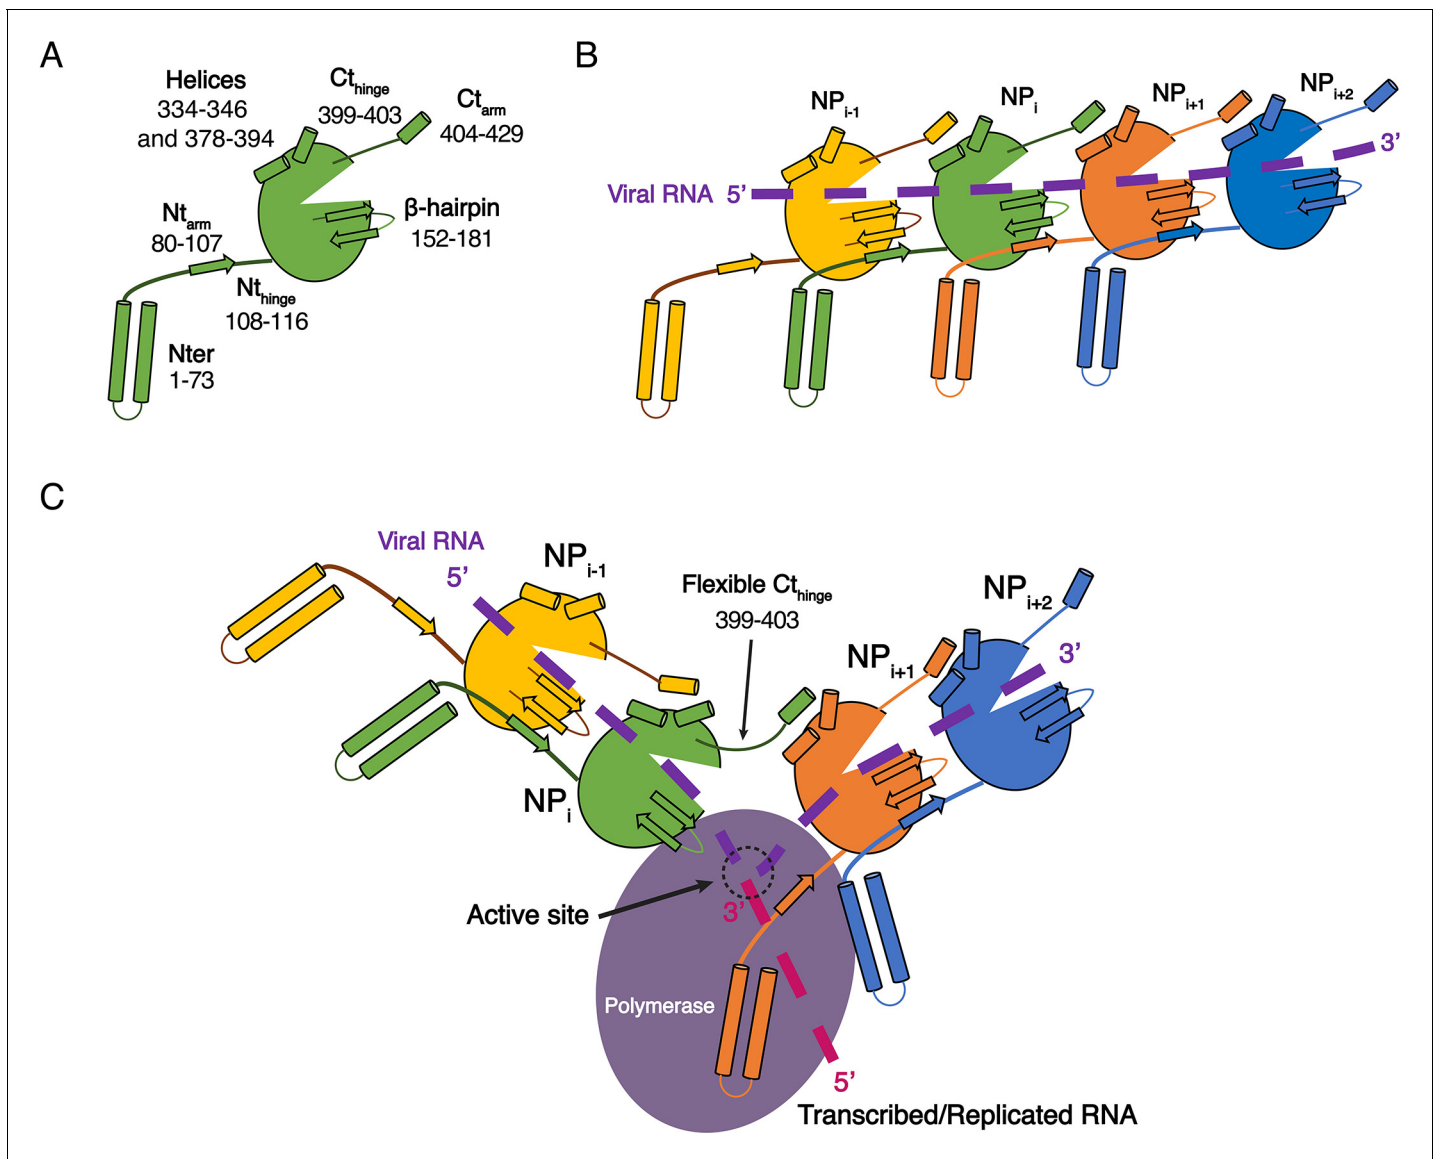 A
Helices
334-346
and 378-394
Cthinge
399-403
Ctarm
404-429
Ntarm
80-107
β-hairpin
152-181
Nthinge
108-116
Nter
1-73
B
NPi-1
NPi
NPi+1
NPi+2
Viral RNA 5’
3’
C
Viral RNA
5’
NPi-1
Flexible Cthinge
399-403
NPi+2
NPi+1
3’
NPi
Active site
3’
Polymerase
5’
Transcribed/Replicated RNA